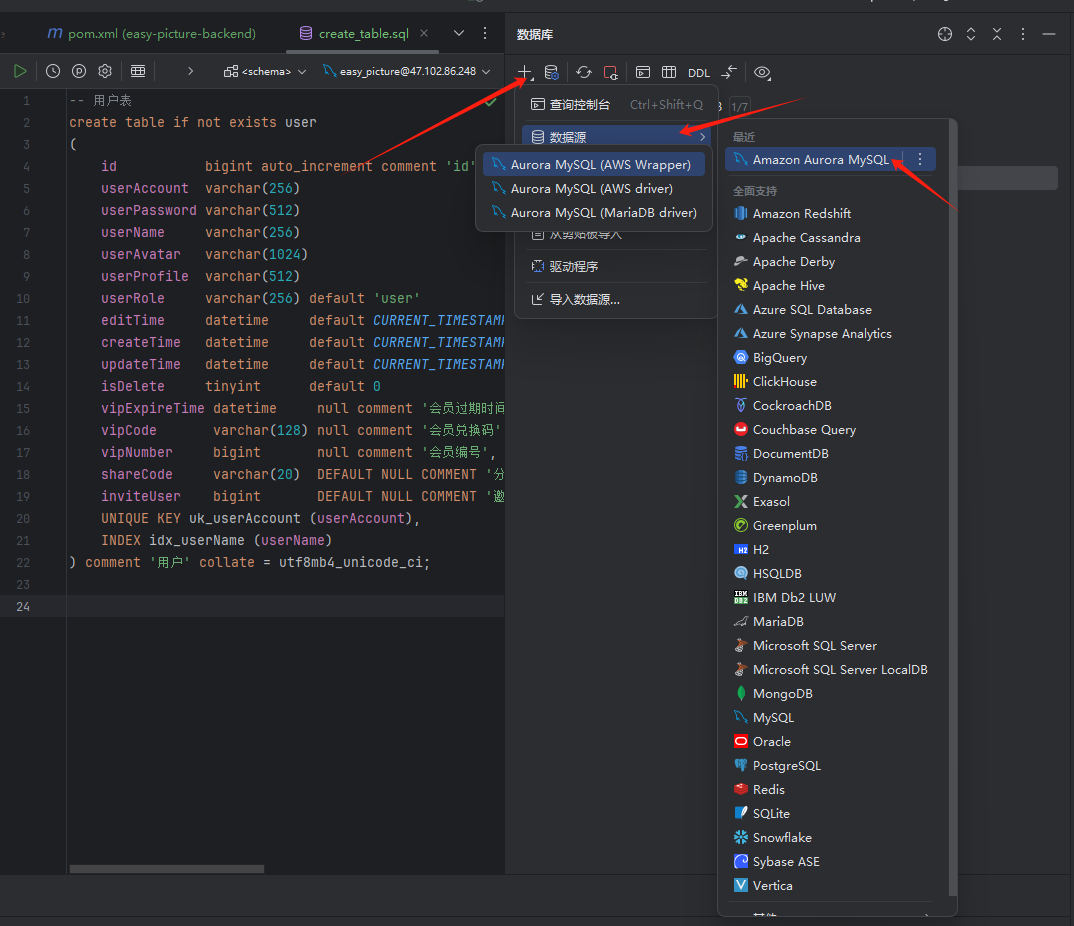 pom.xml (easy-picture-backend)
create_table.sql
数据库
<schema>
easy_picture@47.102.86.248
DDL
1 -- 用户表
2 create table if not exists user
3 (
4 id bigint auto_increment comment 'id'
5 userAccount varchar(256)
6 userPassword varchar(512)
7 userName varchar(256)
8 userAvatar varchar(1024)
9 userProfile varchar(512)
10 userRole varchar(256) default 'user'
11 editTime datetime default CURRENT_TIMESTAMP
12 createTime datetime default CURRENT_TIMESTAMP
13 updateTime datetime default CURRENT_TIMESTAMP
14 isDelete tinyint default 0
15 vipExpireTime datetime null comment '会员过期时间
16 vipCode varchar(128) null comment '会员兑换码'
17 vipNumber bigint null comment '会员编号',
18 shareCode varchar(20) DEFAULT NULL COMMENT '分
19 inviteUser bigint DEFAULT NULL COMMENT '邀
20 UNIQUE KEY uk_userAccount (userAccount),
21 INDEX idx_userName (userName)
22 ) comment '用户' collate = utf8mb4_unicode_ci;
23
24
查询控制台 Ctrl+Shift+Q
1/7
数据源
Aurora MySQL (AWS Wrapper)
Aurora MySQL (AWS driver)
Aurora MySQL (MariaDB driver)
从剪贴板导入
驱动程序
导入数据源...
最近
Amazon Aurora MySQL
全面支持
Amazon Redshift
Apache Cassandra
Apache Derby
Apache Hive
Azure SQL Database
Azure Synapse Analytics
BigQuery
ClickHouse
CockroachDB
Couchbase Query
DocumentDB
DynamoDB
Exasol
Greenplum
H2
HSQLDB
IBM Db2 LUW
MariaDB
Microsoft SQL Server
Microsoft SQL Server LocalDB
MongoDB
MySQL
Oracle
PostgreSQL
Redis
SQLite
Snowflake
Sybase ASE
Vertica